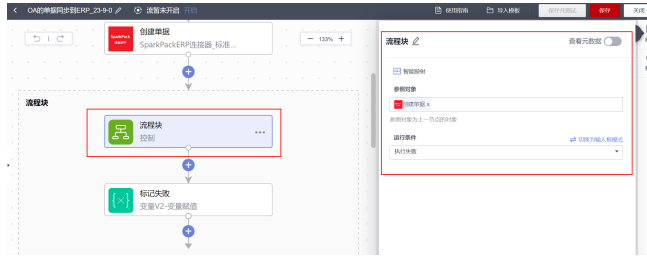 OA的单据同步到ERP_23-9-0
流暂未开启 开启
使用指南
导入模板
保存并测试
保存
关闭
创建单据
SparkPackERP连接器_标准...
133%
流程块
查看元数据
智能映射
参照对象
创建单据 x
参照对象为上一节点的对象
运行条件
切换为输入框模式
执行失败
流程块
流程块
控制
标记失败
变量V2-变量赋值